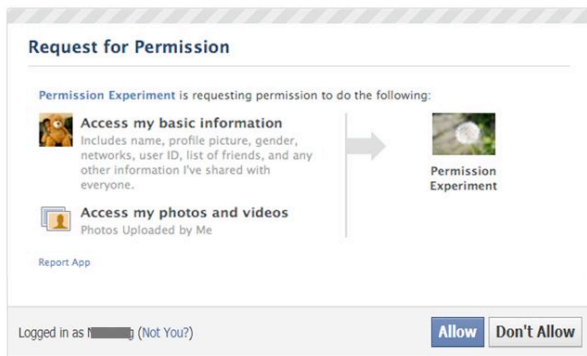 Request for Permission
Permission Experiment is requesting permission to do the following:
Access my basic information
Includes name, profile picture, gender,
networks, user ID, list of friends, and any
other information I've shared with
everyone.
Permission
Experiment
Access my photos and videos
Photos Uploaded by Me
Report App
Logged in as (Not You?)
Allow
Don't Allow